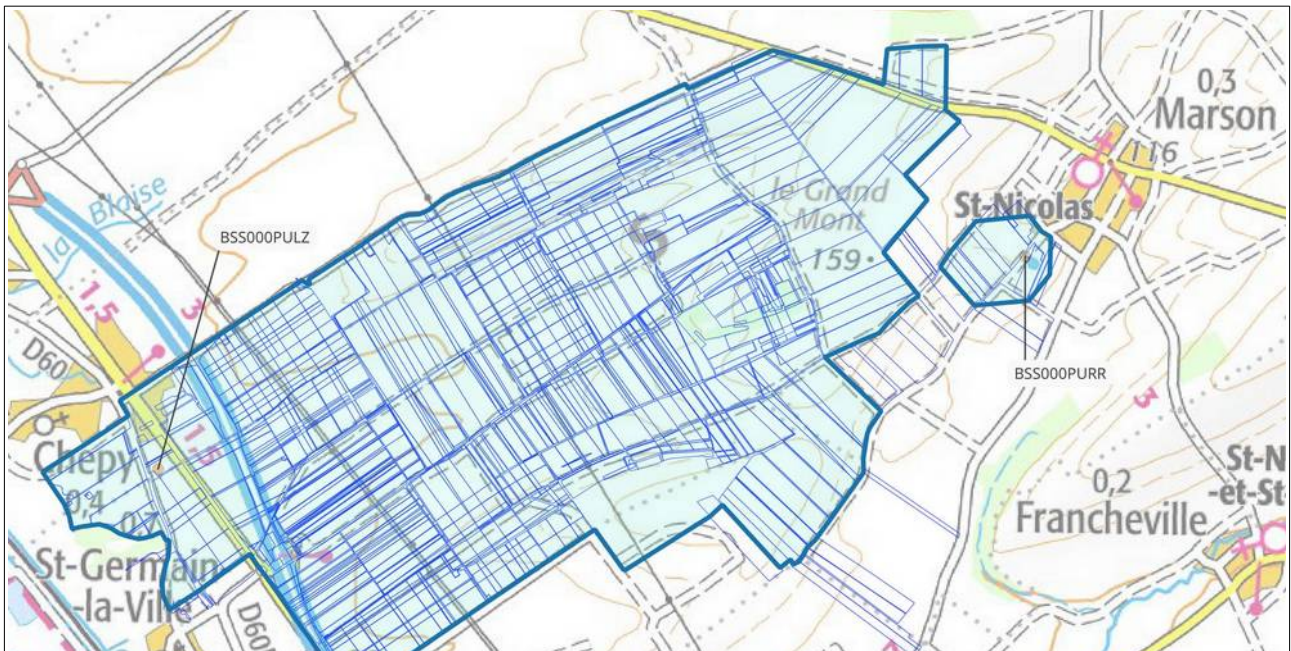 0,3
Marson
116
la Blaise
BSS000PULZ
le Grand
Mont
159
St-Nicolas
3
1,5
D60
BSS000PURR
1,5
Chepy
0,4
0,7
3
St-N
-et-St-
0,2
Francheville
St-Germain
-la-Ville
D60